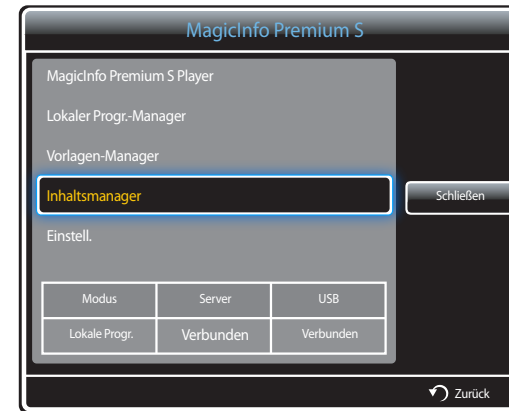 MagicInfo Premium S
MagicInfo Premium S Player
Lokaler Progr.-Manager
Vorlagen-Manager
Inhaltsmanager
Schließen
Einstell.
Modus Server USB
Lokale Progr. Verbunden Verbunden
Zurück